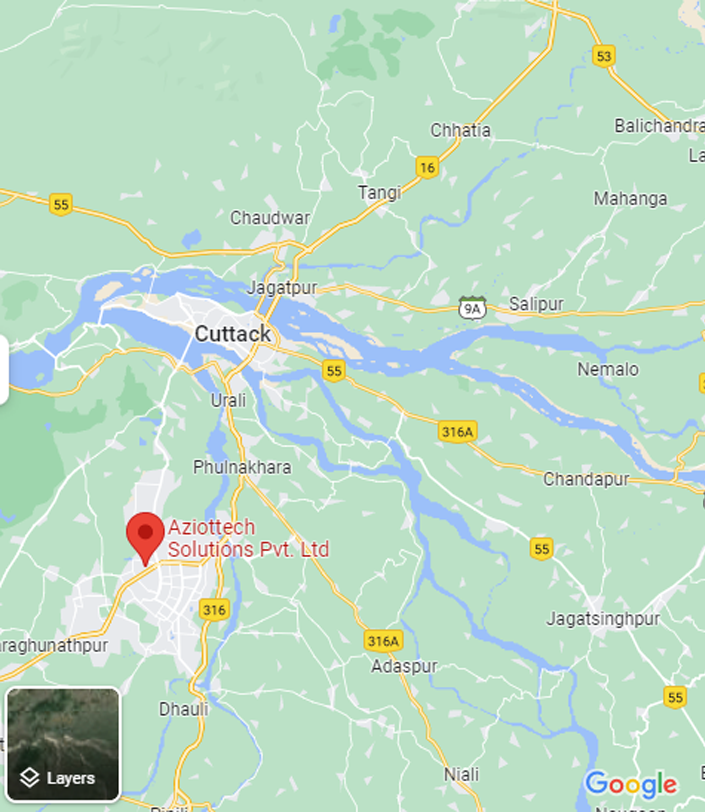 53
Chhatia
Balichandra
La
16
Tangi
Mahanga
55
Chaudwar
Jagatpur
9A
Salipur
Cuttack
55
Nemalo
Urali
316A
Phulnakhara
Chandapur
Aziottech
Solutions Pvt. Ltd
55
316
Jagatsinghpur
316A
araghunathpur
Adaspur
55
Dhauli
Layers
Niali
Google